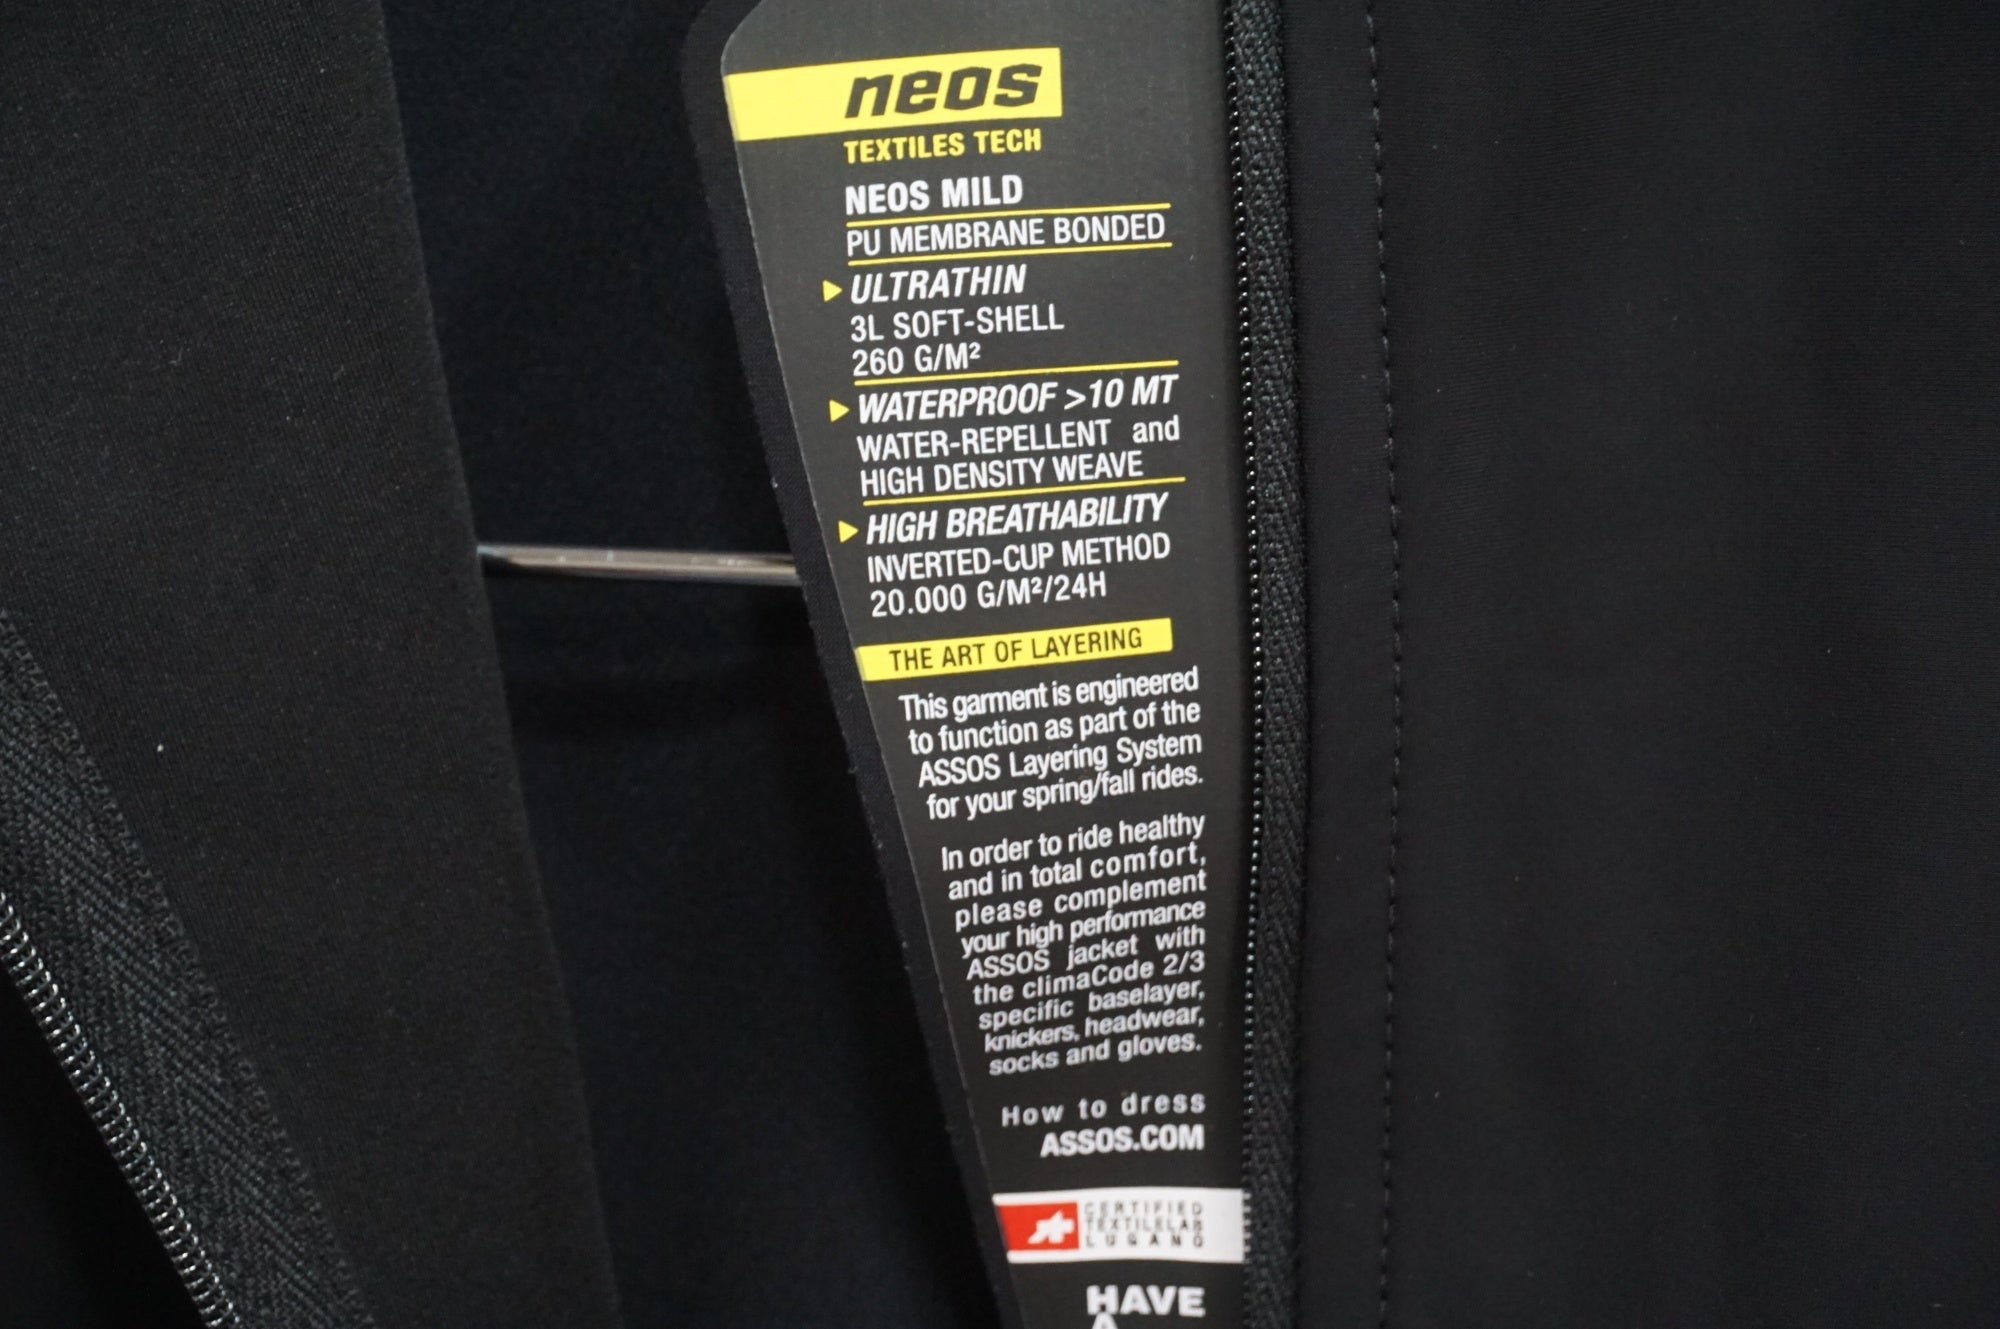 neos
TEXTILES TECH
NEOS MILD
PU MEMBRANE BONDED
ULTRATHIN
3L SOFT-SHELL
260 G/M²
WATERPROOF >10 MT
WATER-REPELLENT and
HIGH DENSITY WEAVE
HIGH BREATHABILITY
INVERTED-CUP METHOD
20.000 G/M²/24H
THE ART OF LAYERING
This garment is engineered
to function as part of the
ASSOS Layering System
for your spring/fall rides.
In order to ride healthy
and in total comfort,
please complement
your high performance
ASSOS jacket with
the climaCode 2/3
specific baselayer,
knickers, headwear,
socks and gloves.
How to dress
ASSOS.COM
CERTIFIED
TEXTILELAB
LUGANO
HAVE